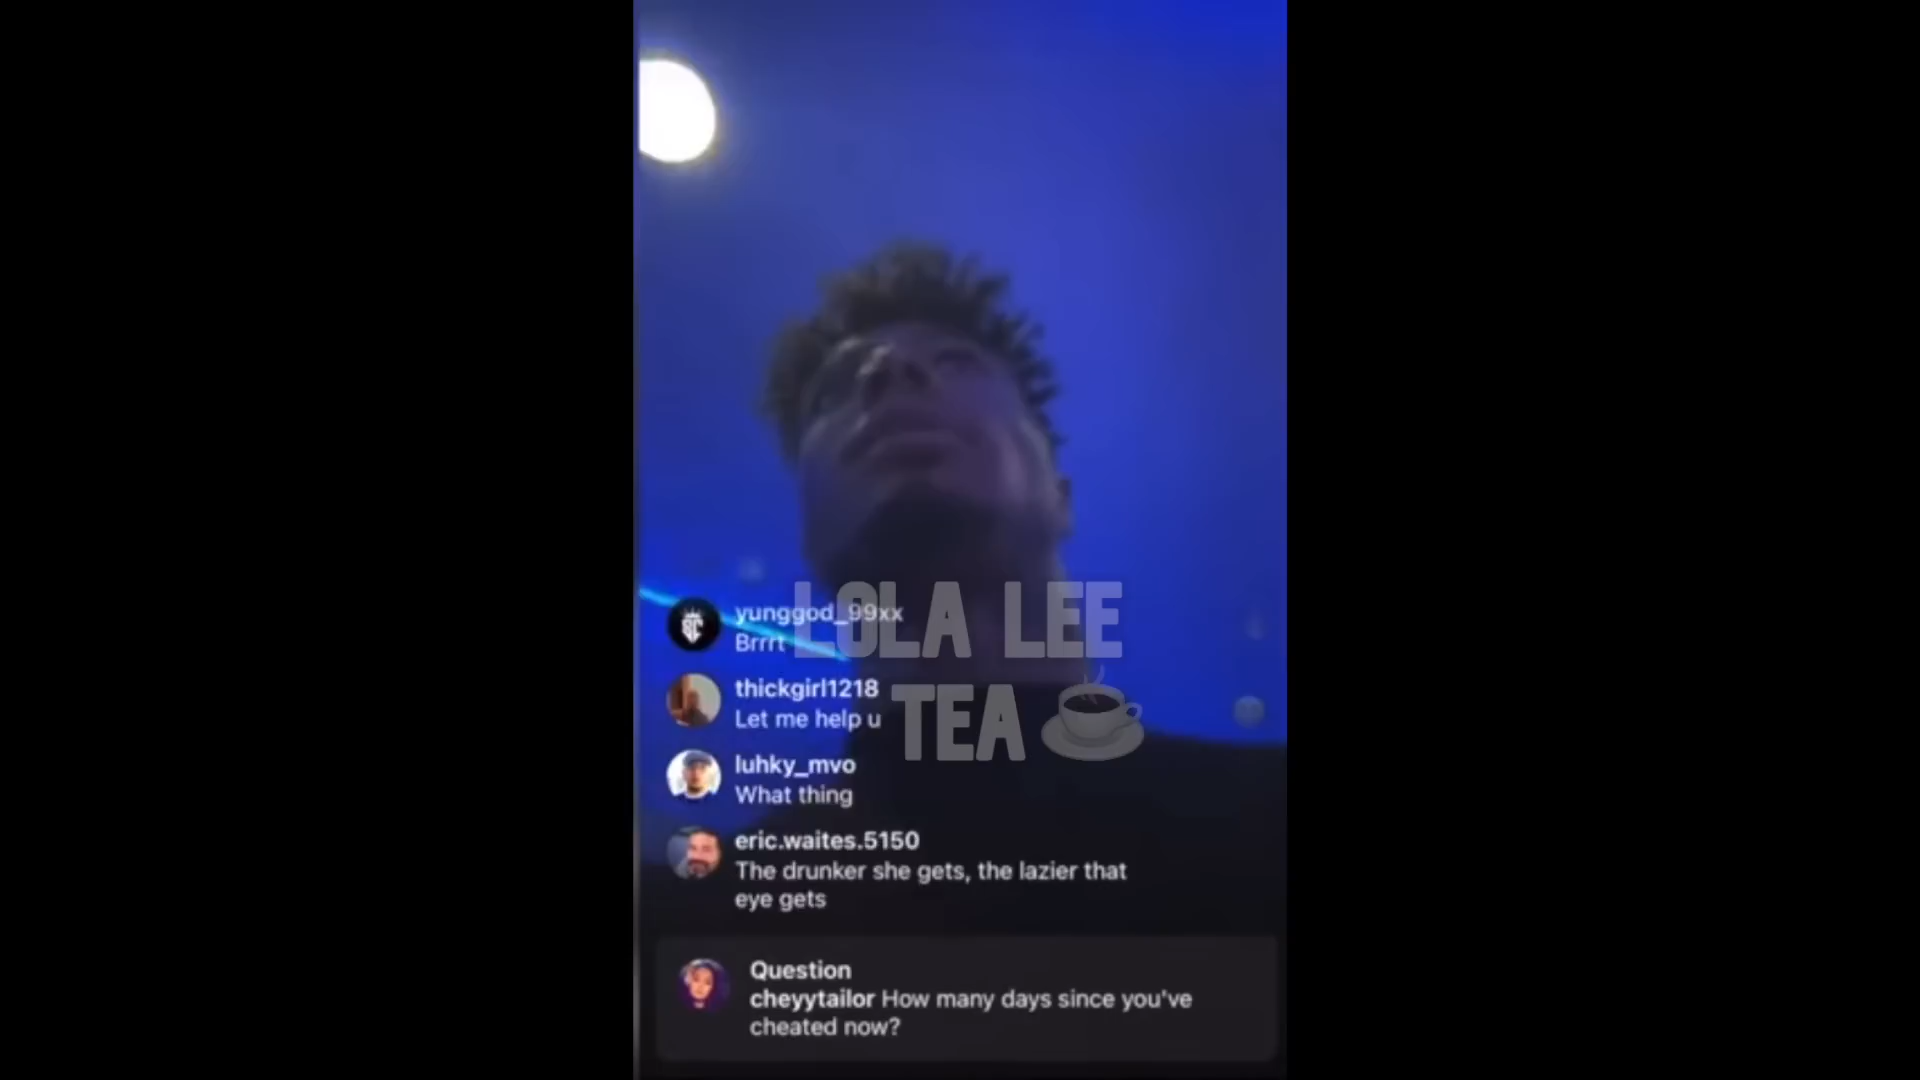 yunggod_99xx
Brrrt
LOLA LEE
TEA
thickgirl1218
Let me help u
luhky_mvo
What thing
eric.waites.5150
The drunker she gets, the lazier that
eye gets
Question
cheyytailor How many days since you've
cheated now?